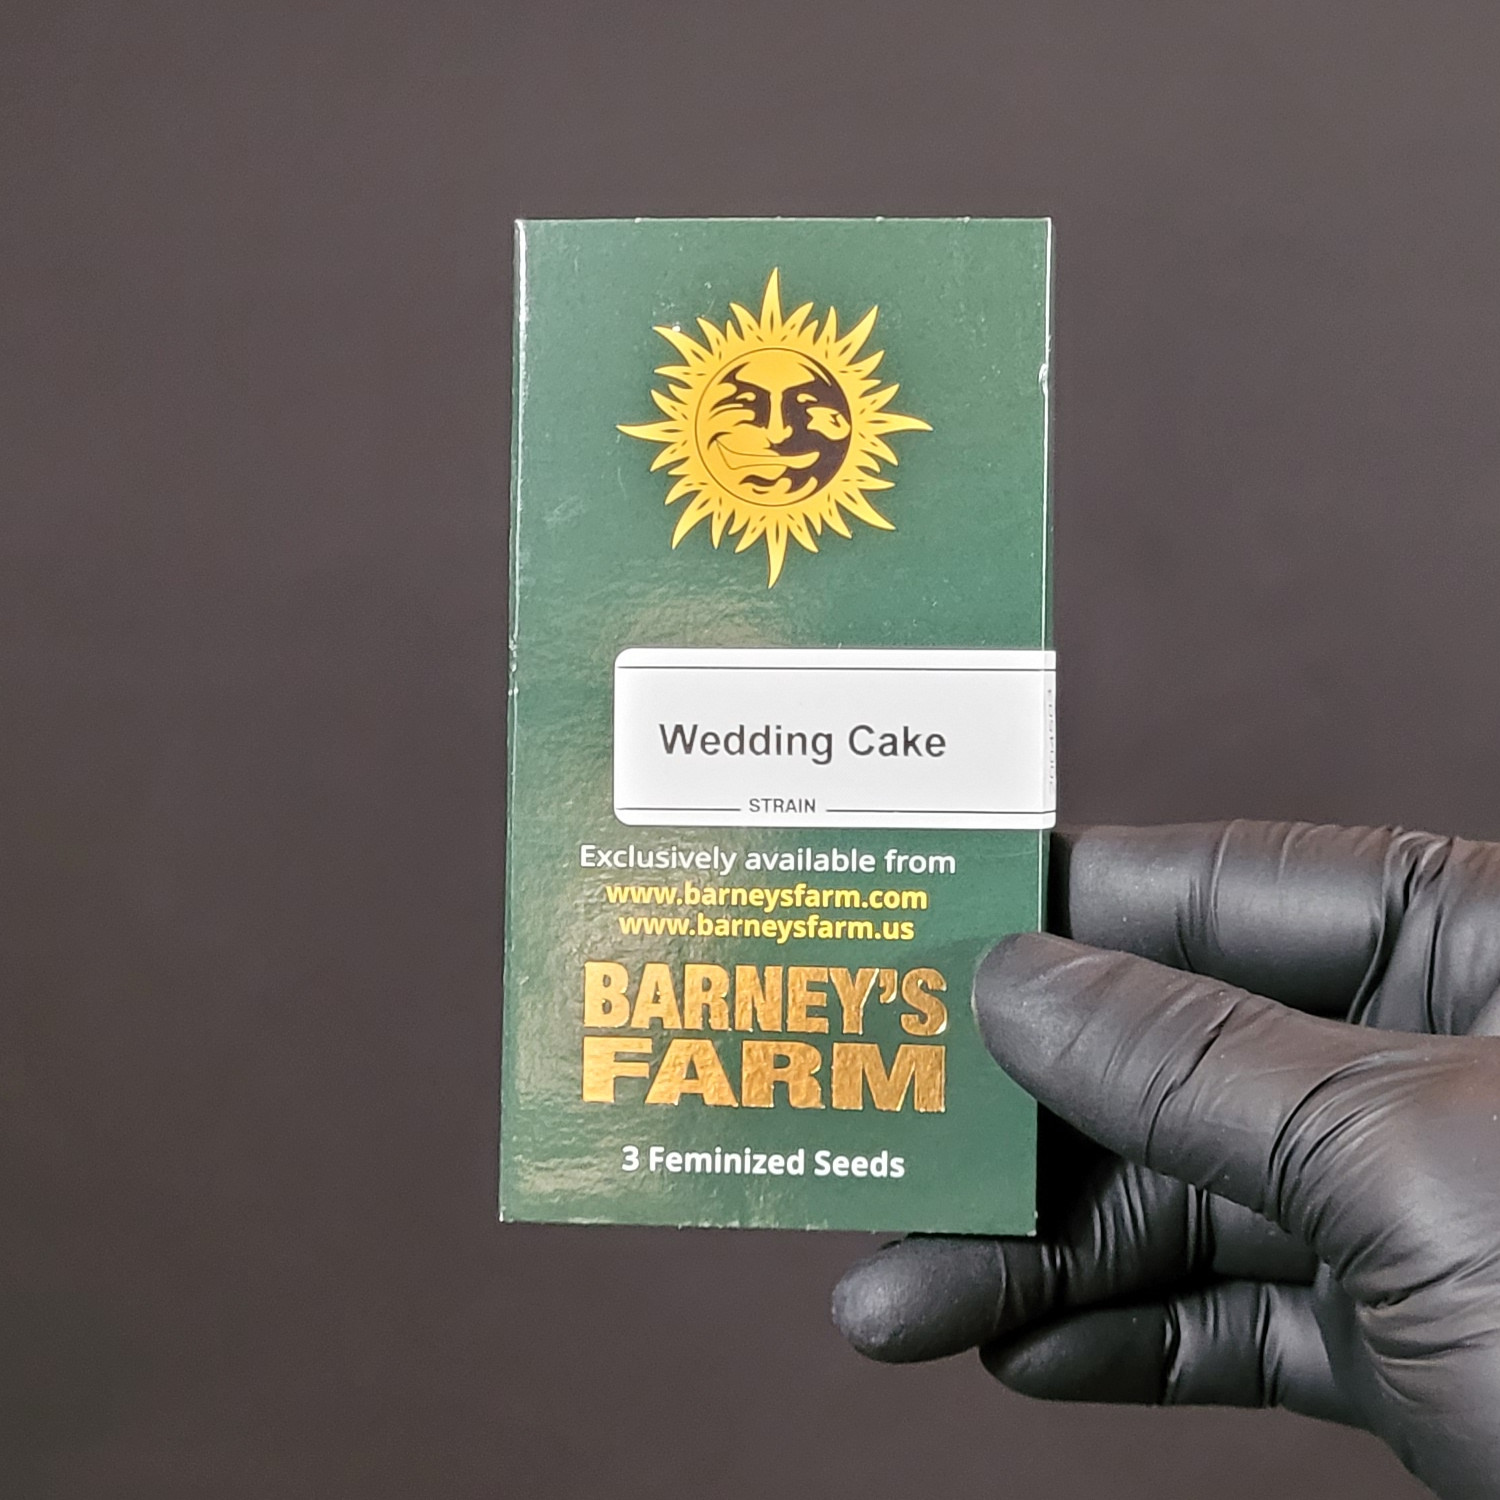 Wedding Cake
STRAIN
Exclusively available from
www.barneysfarm.com
www.barneysfarm.us
BARNEY'S
FARM
3 Feminized Seeds